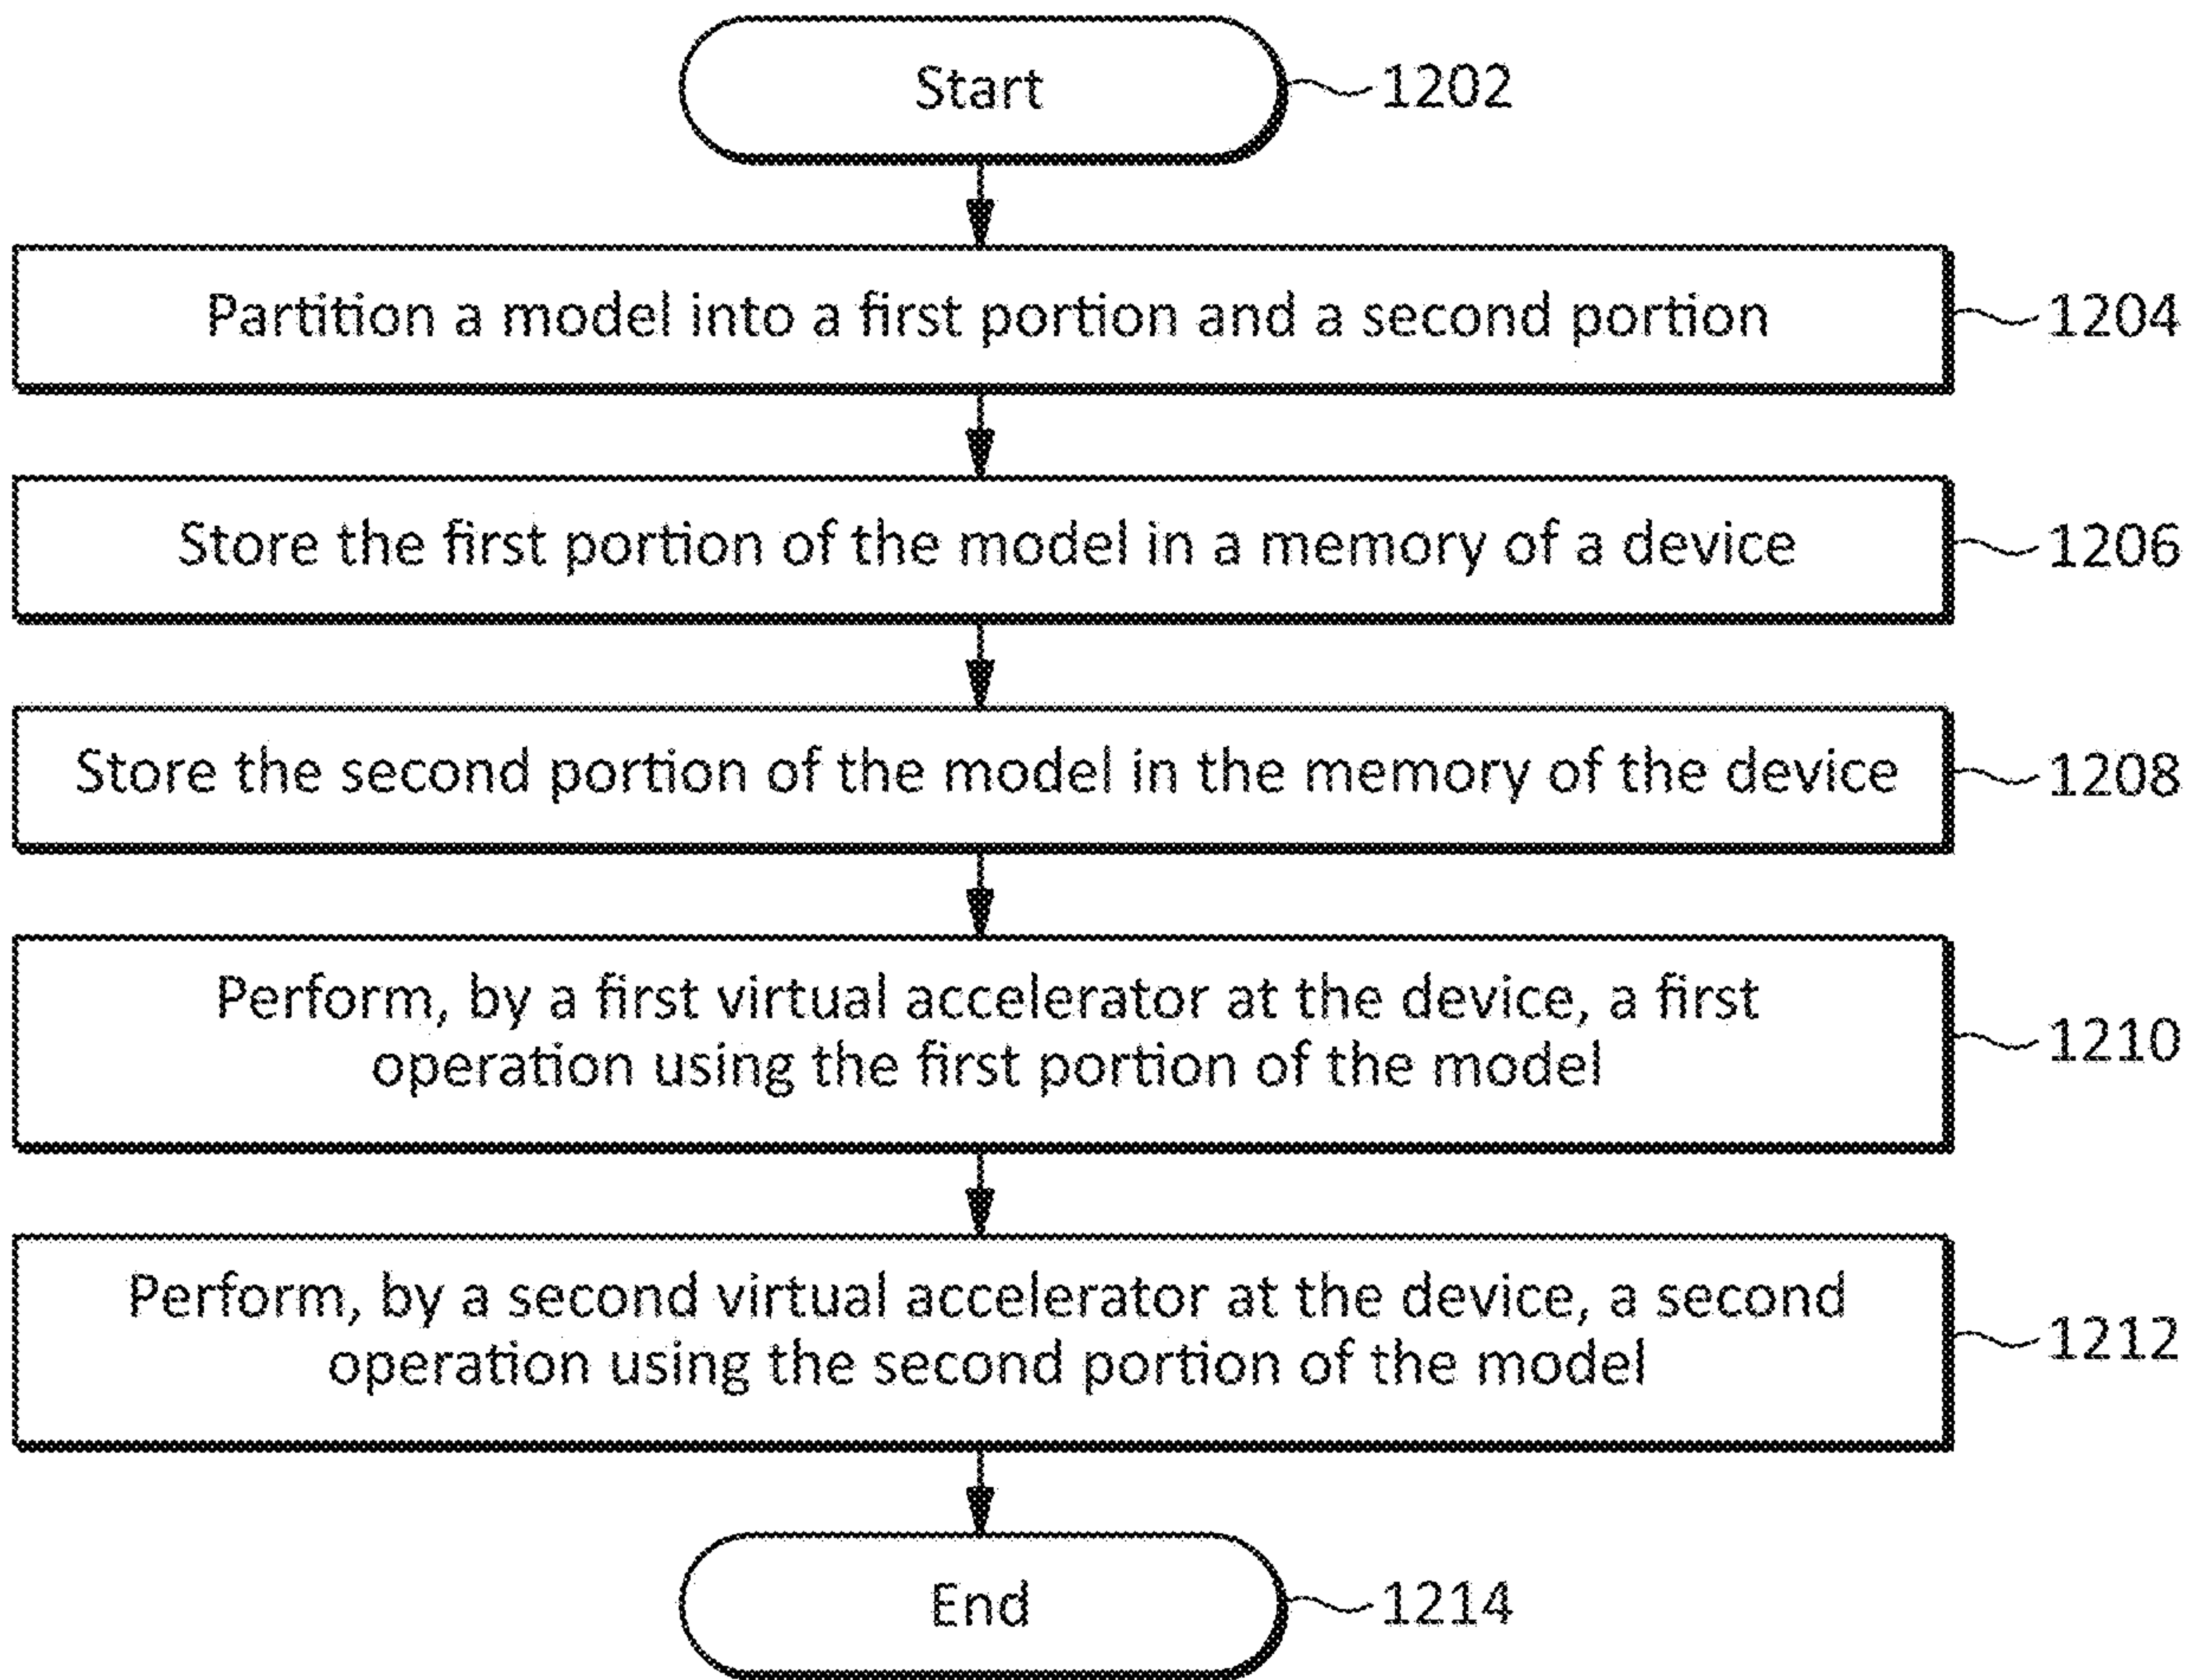 Start
1202
Partition a model into a first portion and a second portion
1204
Store the first portion of the model in a memory of a device
1206
Store the second portion of the model in the memory of the device
1208
Perform, by a first virtual accelerator at the device, a first
operation using the first portion of the model
1210
Perform, by a second virtual accelerator at the device, a second
operation using the second portion of the model
1212
End
1214